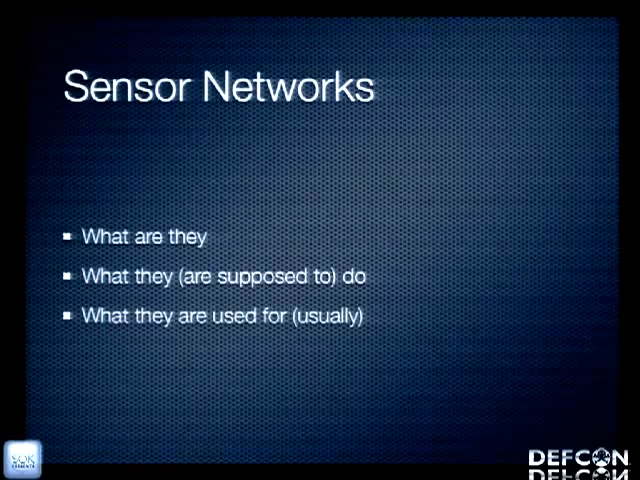 Sensor Networks
What are they
What they (are supposed to) do
What they are used for (usually)
DEFCON